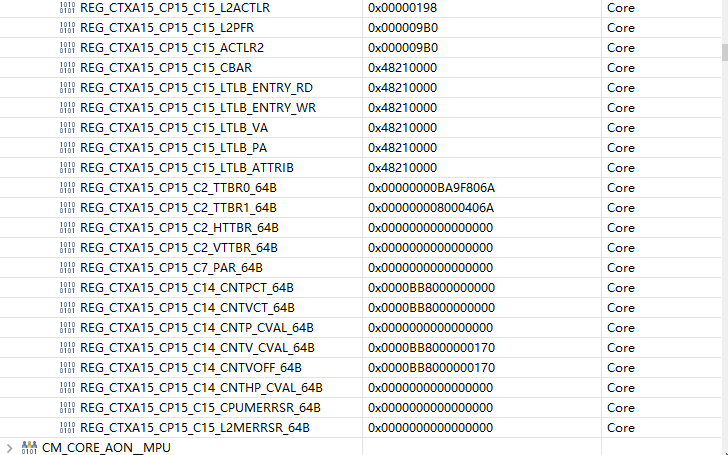 REG_CTXA15_CP15_C15_L2ACTLR 0x00000198 Core
REG_CTXA15_CP15_C15_L2PFR 0x000009B0 Core
REG_CTXA15_CP15_C15_ACTLR2 0x000009B0 Core
REG_CTXA15_CP15_C15_CBAR 0x48210000 Core
REG_CTXA15_CP15_C15_LTLB_ENTRY_RD 0x48210000 Core
REG_CTXA15_CP15_C15_LTLB_ENTRY_WR 0x48210000 Core
REG_CTXA15_CP15_C15_LTLB_VA 0x48210000 Core
REG_CTXA15_CP15_C15_LTLB_PA 0x48210000 Core
REG_CTXA15_CP15_C15_LTLB_ATTRIB 0x48210000 Core
REG_CTXA15_CP15_C2_TTBR0_64B 0x00000000BA9F806A Core
REG_CTXA15_CP15_C2_TTBR1_64B 0x000000008000406A Core
REG_CTXA15_CP15_C2_HTTBR_64B 0x0000000000000000 Core
REG_CTXA15_CP15_C2_VTTBR_64B 0x0000000000000000 Core
REG_CTXA15_CP15_C7_PAR_64B 0x0000000000000000 Core
REG_CTXA15_CP15_C14_CNTPCT_64B 0x0000BB8000000000 Core
REG_CTXA15_CP15_C14_CNTVCT_64B 0x0000BB8000000000 Core
REG_CTXA15_CP15_C14_CNTP_CVAL_64B 0x0000000000000000 Core
REG_CTXA15_CP15_C14_CNTV_CVAL_64B 0x0000BB8000000170 Core
REG_CTXA15_CP15_C14_CNTVOFF_64B 0x0000BB8000000170 Core
REG_CTXA15_CP15_C14_CNTHP_CVAL_64B 0x0000000000000000 Core
REG_CTXA15_CP15_C15_CPUMERRSR_64B 0x0000000000000000 Core
REG_CTXA15_CP15_C15_L2MERRSR_64B 0x0000000000000000 Core
CM_CORE_AON__MPU